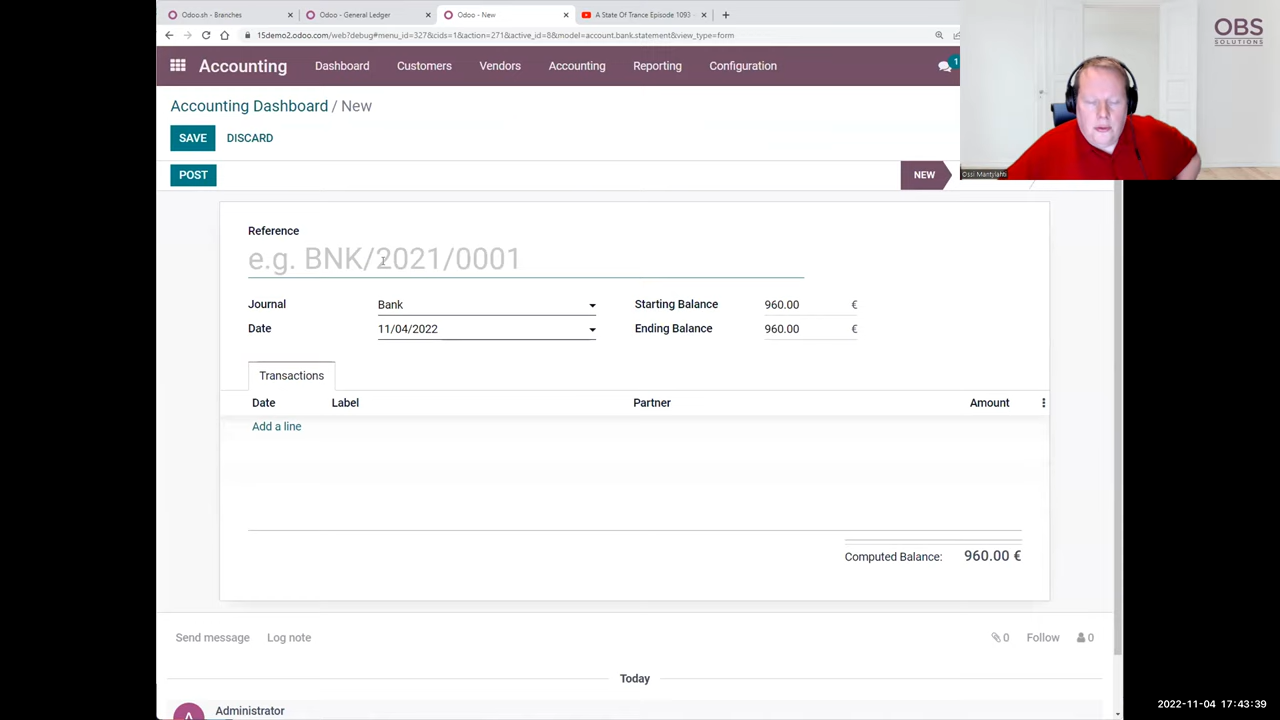 Odoo.sh - Branches
Odoo - General Ledger
Odoo - New
A State Of Trance Episode 1093 -
15demo2.odoo.com/web?debug#menu_id=327&cids=1&action=271&active_id=8&model=account.bank.statement&view_type=form
Accounting
Dashboard
Customers
Vendors
Accounting
Reporting
Configuration
1
OBS
SOLUTIONS
Accounting Dashboard / New
SAVE
DISCARD
Ossi Mantylahti
POST
NEW
Reference
e.g. BNK/2021/0001
Journal
Bank
Starting Balance
960.00
€
Date
11/04/2022
Ending Balance
960.00
€
Transactions
Date
Label
Partner
Amount
Add a line
Computed Balance:
960.00 €
Send message
Log note
0
Follow
0
Today
A
Administrator
2022-11-04 17:43:39